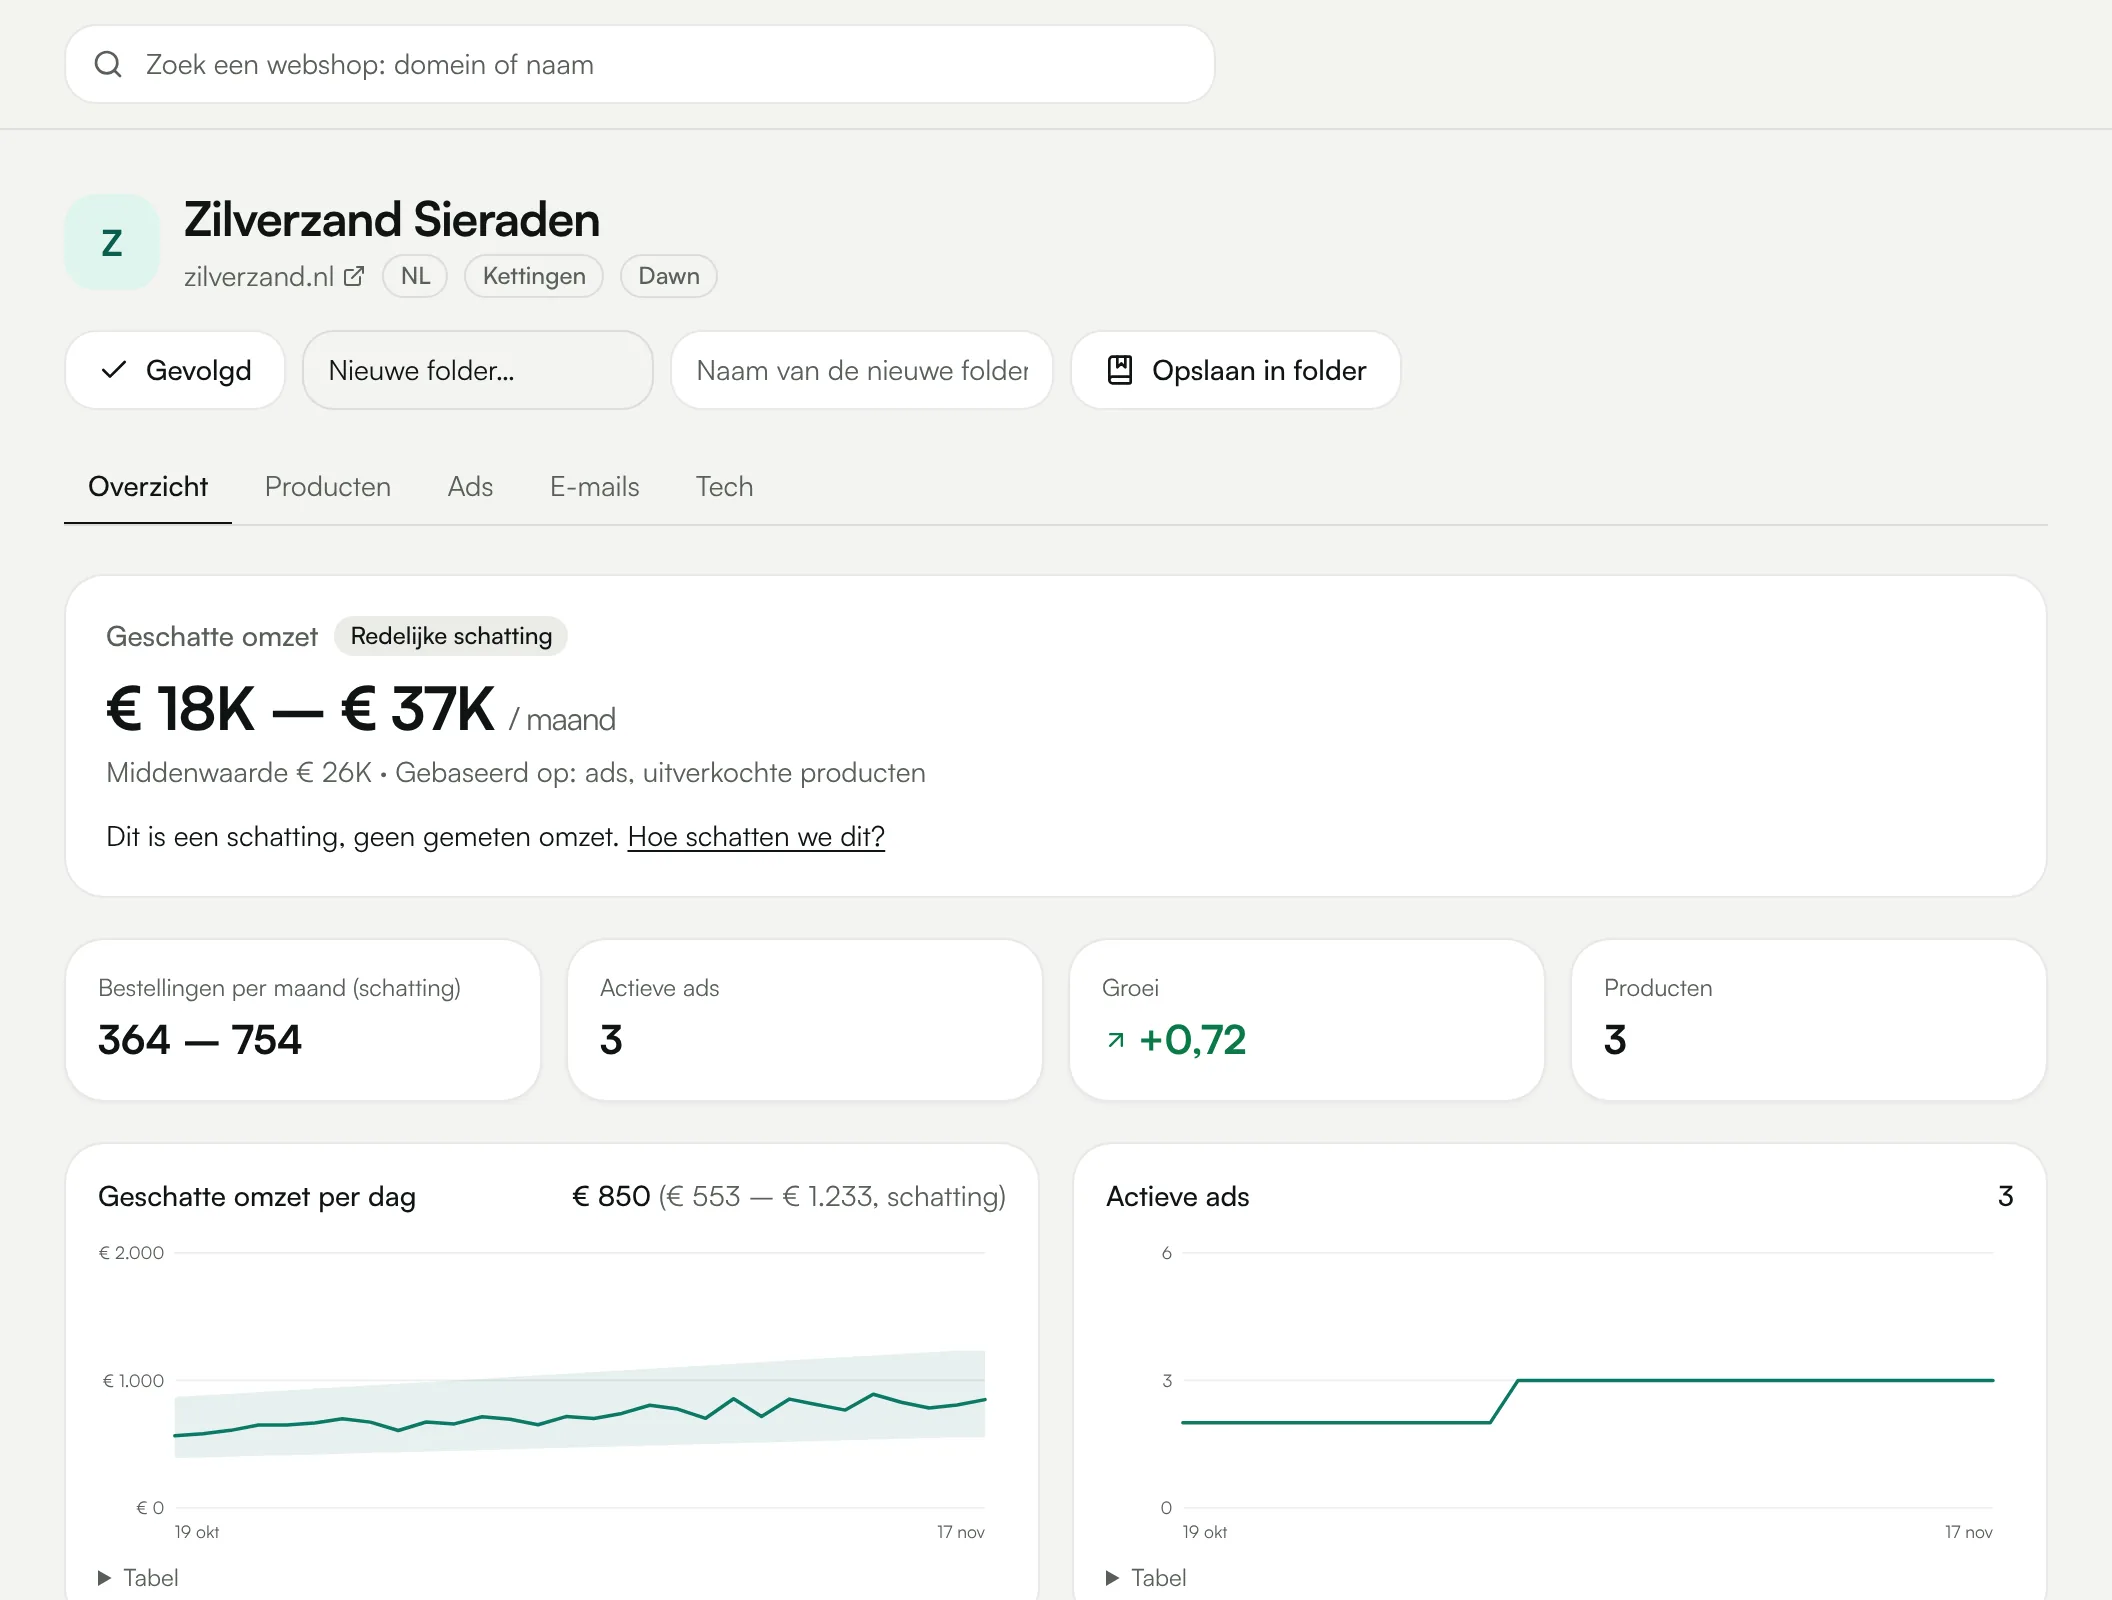 Zoek een webshop: domein of naam
Z
Zilverzand Sieraden
zilverzand.nl NL Kettingen Dawn
Gevolgd Nieuwe folder... Naam van de nieuwe folder Opslaan in folder
Overzicht Producten Ads E-mails Tech
Geschatte omzet Redelijke schatting
€ 18K — € 37K / maand
Middenwaarde € 26K · Gebaseerd op: ads, uitverkochte producten
Dit is een schatting, geen gemeten omzet. Hoe schatten we dit?
Bestellingen per maand (schatting)
364 — 754
Actieve ads
3
Groei
+0,72
Producten
3
Geschatte omzet per dag € 850 (€ 553 — € 1.233, schatting)
€ 2.000
€ 1.000
€ 0
19 okt 17 nov
Tabel
Actieve ads 3
6
3
0
19 okt 17 nov
Tabel